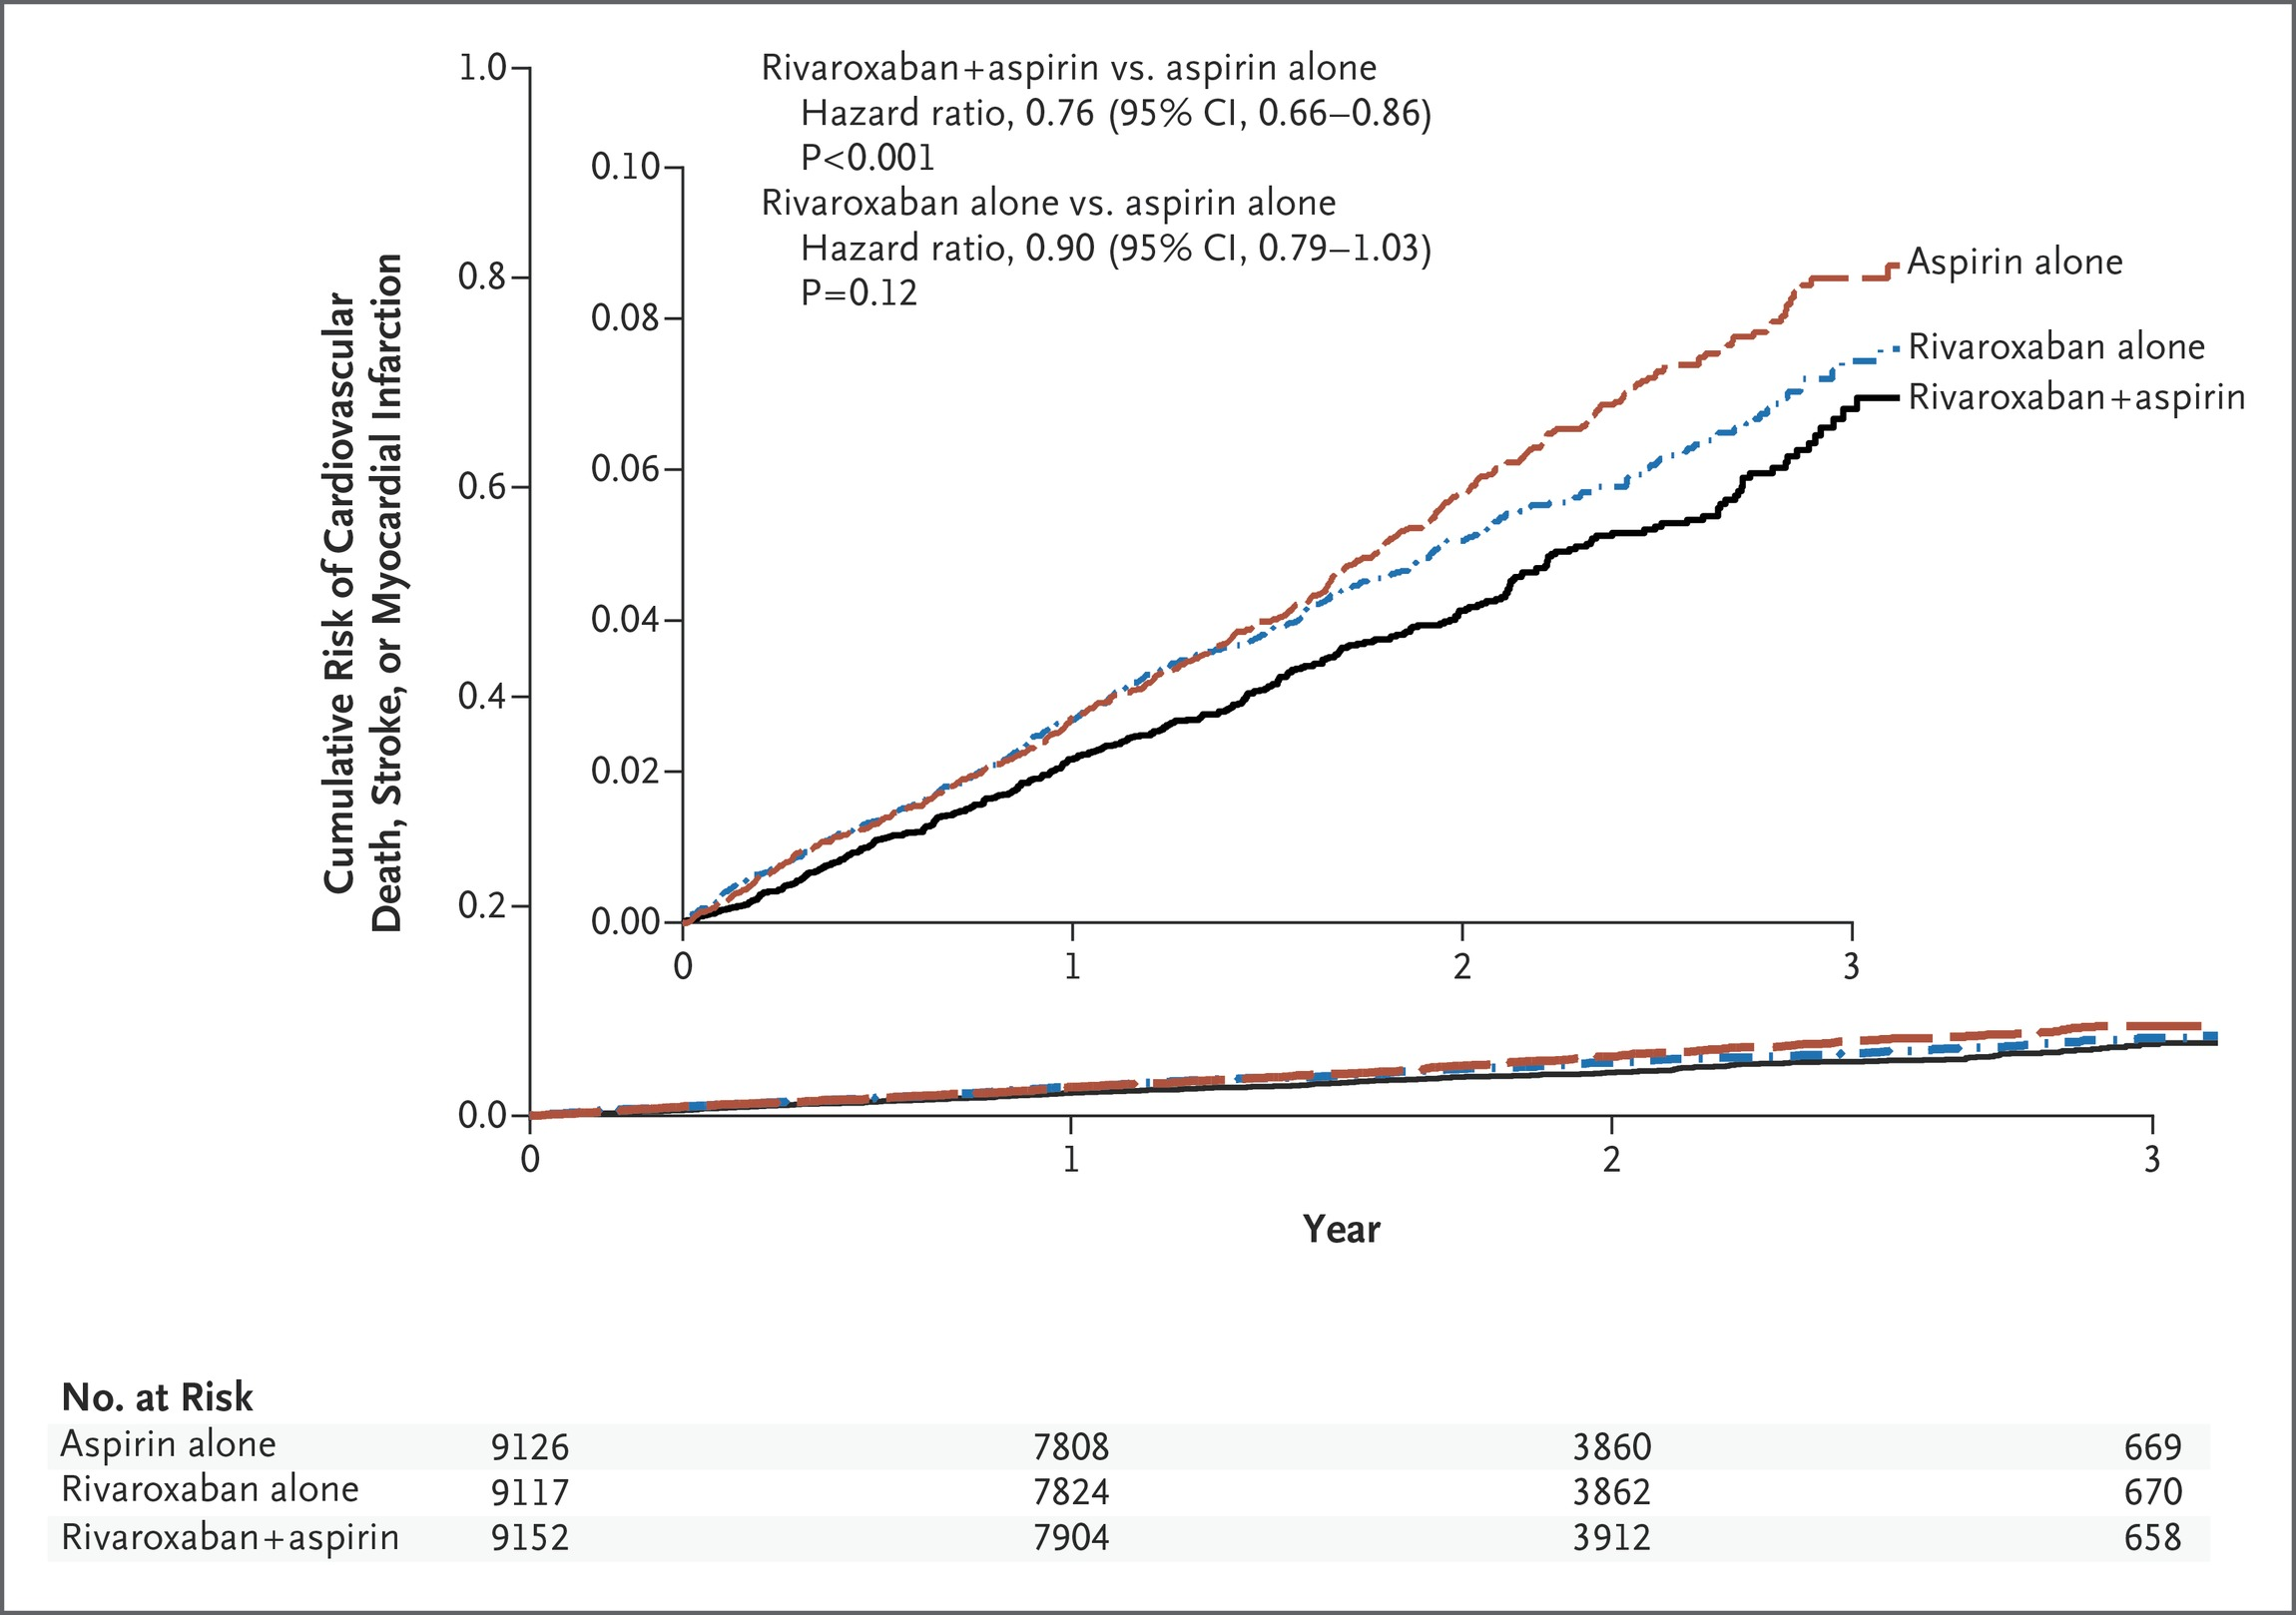 Rivaroxaban+aspirin vs. aspirin alone
Hazard ratio, 0.76 (95% CI, 0.66–0.86)
P<0.001
Rivaroxaban alone vs. aspirin alone
Hazard ratio, 0.90 (95% CI, 0.79–1.03)
P=0.12
Cumulative Risk of Cardiovascular
Death, Stroke, or Myocardial Infarction
1.0
0.8
0.6
0.4
0.2
0.0
0.10
0.08
0.06
0.04
0.02
0.00
0 1 2 3
Aspirin alone
Rivaroxaban alone
Rivaroxaban+aspirin
0 1 2 3
Year
No. at Risk
Aspirin alone 9126 7808 3860 669
Rivaroxaban alone 9117 7824 3862 670
Rivaroxaban+aspirin 9152 7904 3912 658